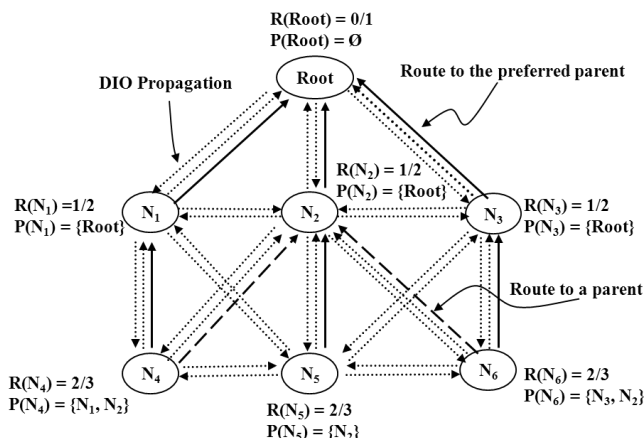 R(Root) = 0/1
P(Root) = Ø
Root
DIO Propagation
Route to the preferred parent
R(N₂) = 1/2
P(N₂) = {Root}
R(N₁) =1/2
P(N₁) = {Root}
N₁
N₂
N₃
R(N₃) = 1/2
P(N₃) = {Root}
Route to a parent
N₄
N₅
N₆
R(N₄) = 2/3
P(N₄) = {N₁, N₂}
R(N₅) = 2/3
P(N₅) = {N₂}
R(N₆) = 2/3
P(N₆) = {N₃, N₂}